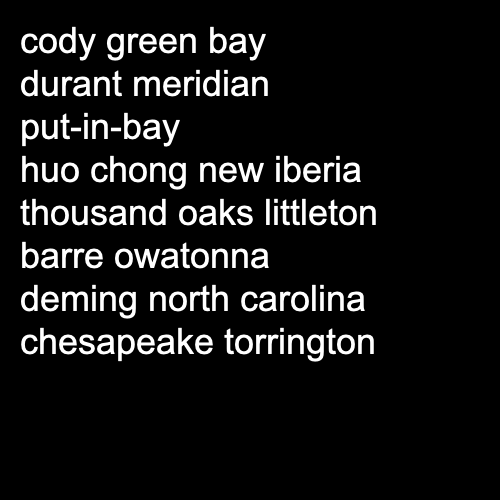 cody green bay
durant meridian
put-in-bay
huo chong new iberia
thousand oaks littleton
barre owatonna
deming north carolina
chesapeake torrington